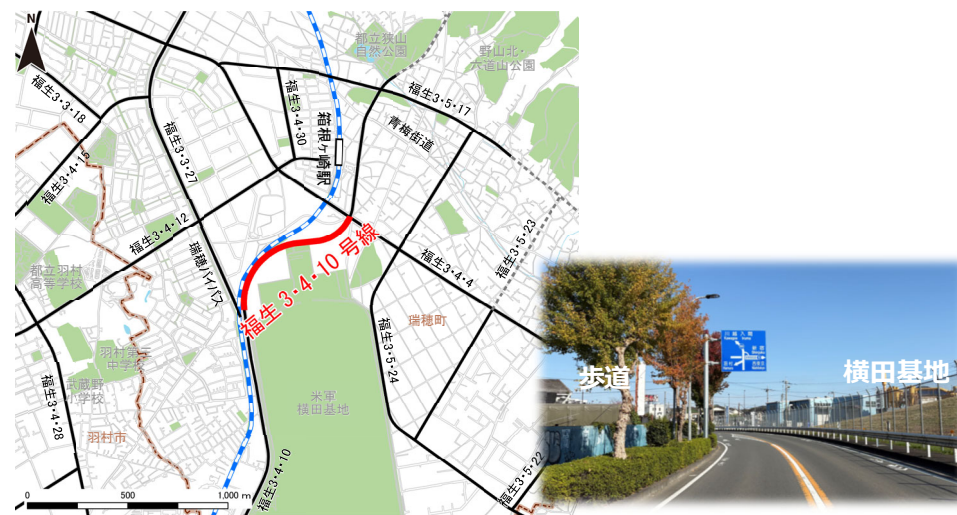 N
都立狭山
自然公園
野山北・
六道山公園
福生3・3・18
福生3・4・15
福生3・3・27
福生3・4・30
箱根ヶ崎駅
福生3・5・17
青梅街道
福生3・4・12
瑞穂バイパス
福生3・4・10号線
福生3・4・4
福生3・5・23
都立羽村
高等学校
羽村第二
中学校
武蔵野
小学校
羽村市
福生3・4・28
瑞穂町
福生3・5・24
米軍
横田基地
福生3・4・10
福生3・5・22
0
500
1,000 m
歩道
横田基地